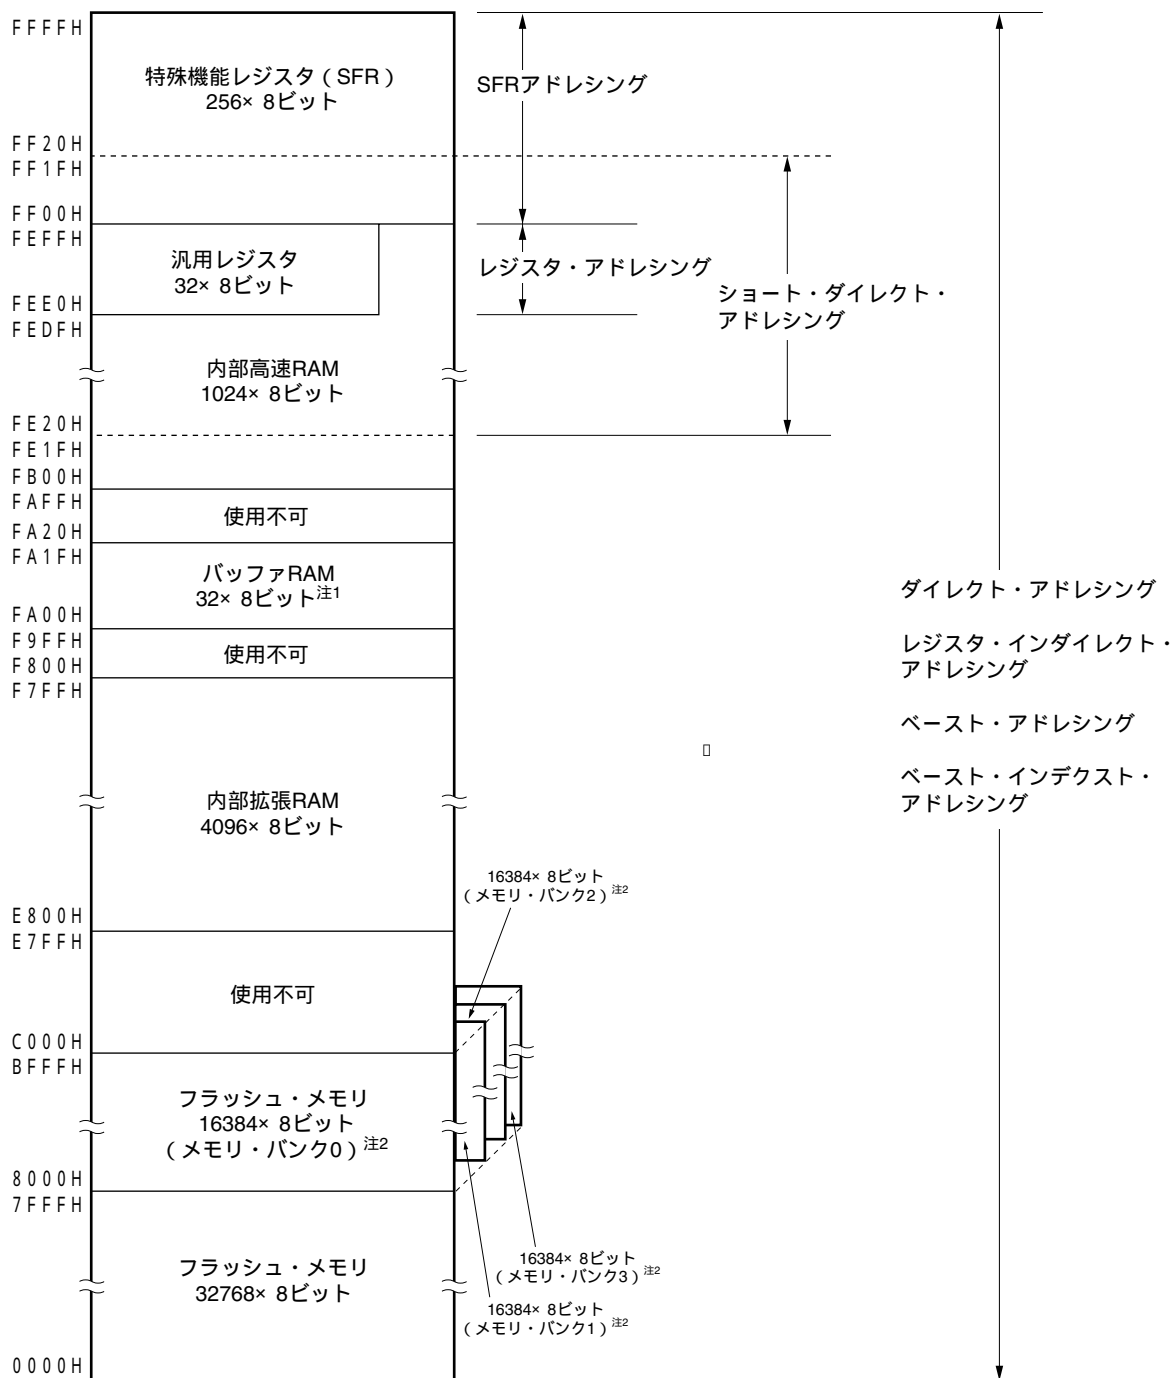 FFFFH
特殊機能レジスタ(SFR)
256× 8ビット
SFRアドレシング
FF20H
FF1FH
FF00H
FEFFH
汎用レジスタ
32× 8ビット
レジスタ・アドレシング
ショート・ダイレクト・
アドレシング
FEE0H
FEDFH
内部高速RAM
1024× 8ビット
FE20H
FE1FH
FB00H
FAFFH
使用不可
FA20H
FA1FH
バッファRAM
32× 8ビット注1
FA00H
F9FFH
使用不可
F800H
F7FFH
ダイレクト・アドレシング
レジスタ・インダイレクト・
アドレシング
ベースト・アドレシング
ベースト・インデクスト・
アドレシング
内部拡張RAM
4096× 8ビット
16384× 8ビット
(メモリ・バンク2)注2
E800H
E7FFH
使用不可
C000H
BFFFH
フラッシュ・メモリ
16384× 8ビット
(メモリ・バンク0)注2
8000H
7FFFH
フラッシュ・メモリ
32768× 8ビット
16384× 8ビット
(メモリ・バンク3)注2
16384× 8ビット
(メモリ・バンク1)注2
0000H